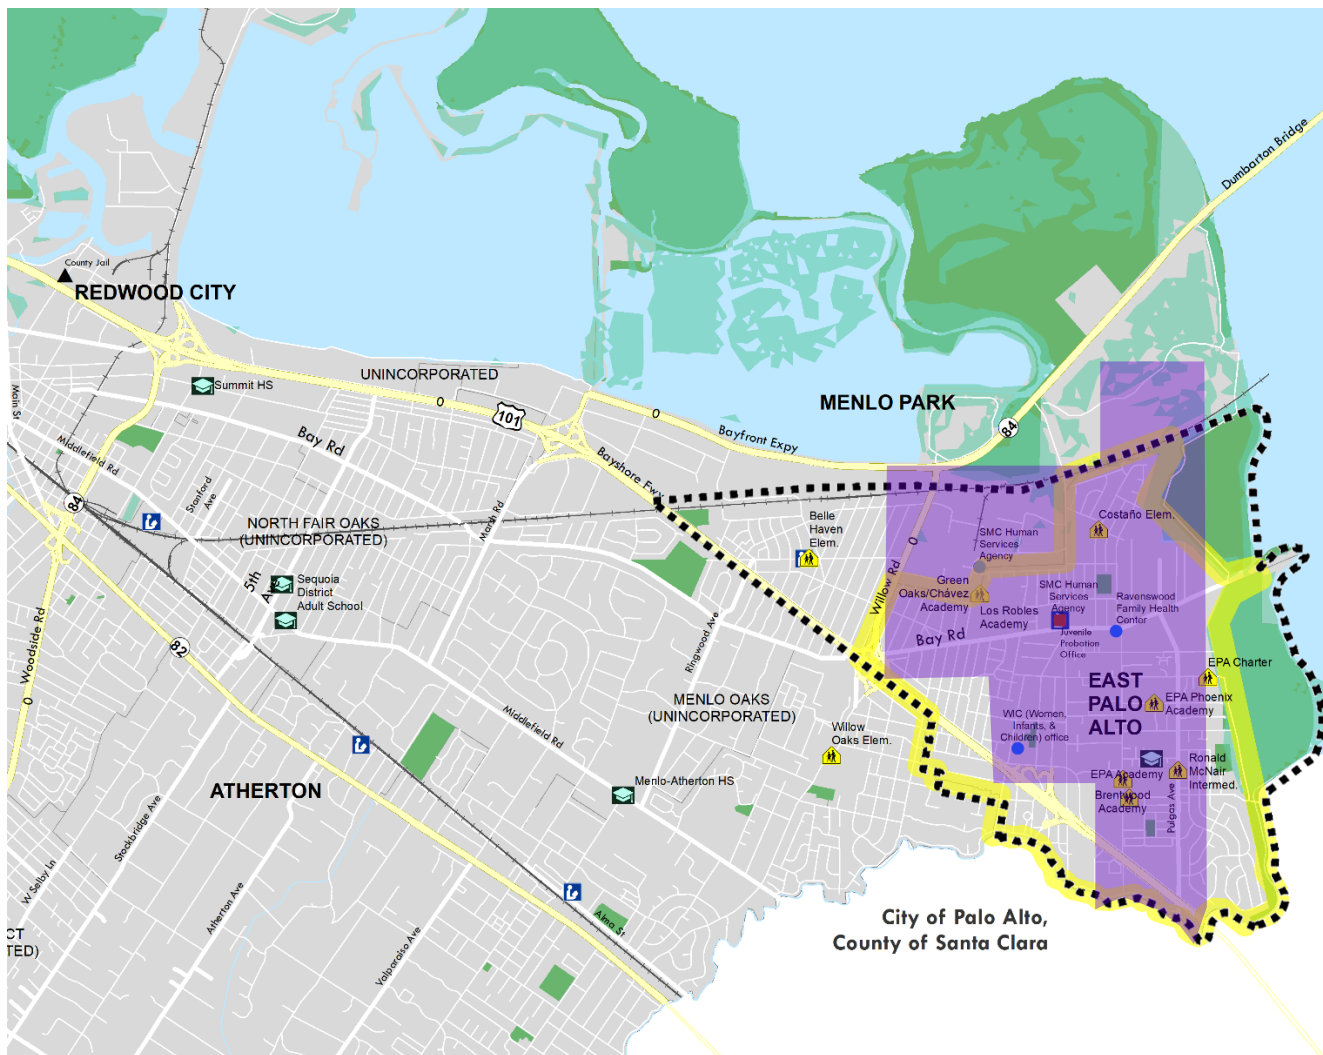 Dumbarton Bridge
County Jail
REDWOOD CITY
UNINCORPORATED
Summit HS
Main St
101
0
0
MENLO PARK
84
Bayfront Expy
Bay Rd
Middlefield Rd
Bayshore Fwy
Stanford
Ave
84
Marsh Rd
NORTH FAIR OAKS
(UNINCORPORATED)
Belle
Haven
Elem.
Costaño Elem.
SMC Human
Services
Agency
0
Willow Rd
5th
Sequoia
District
Adult School
Green
Oaks/Chávez
Academy
SMC Human
Services
Agency
Ravenswood
Family Health
Los Robles
Academy
Juvenile
Probation
Office
Bay Rd
Ringwood Ave
Woodside Rd
0
82
EPA Charter
MENLO OAKS
(UNINCORPORATED)
EAST
PALO
ALTO
EPA Phoenix
Academy
Middlefield Rd
WIC (Women,
Infants, &
Children) office
Willow
Oaks Elem.
Ronald
McNair
Intermed.
EPA Academy
Brentwood
Academy
Pulgas Ave
Menlo-Atherton HS
ATHERTON
Stockbridge Ave
W Selby Ln
Atherton Ave
Valparaiso Ave
Alma St
City of Palo Alto,
County of Santa Clara
CT
TED)